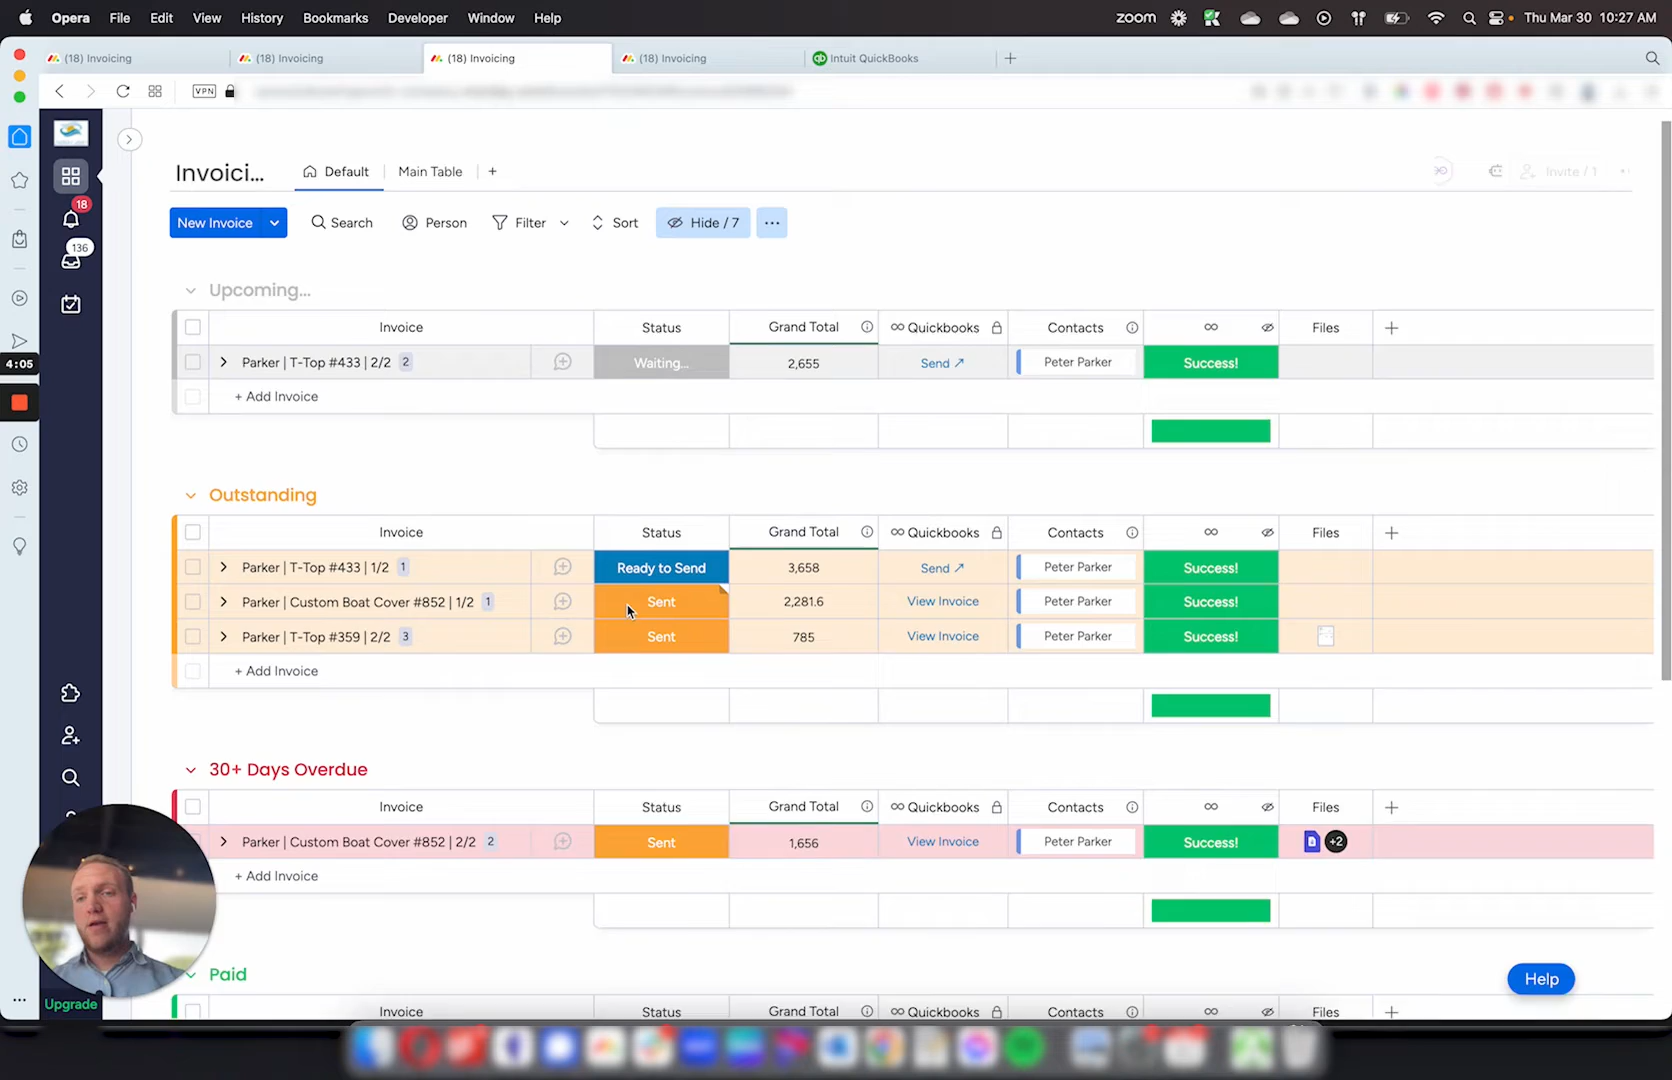 Opera File Edit View History Bookmarks Developer Window Help zoom Thu Mar 30 10:27 AM
(18) Invoicing (18) Invoicing (18) Invoicing (18) Invoicing qb Intuit QuickBooks
VPN
Invoici... Default Main Table + Invite / 1
New Invoice Search Person Filter Sort Hide / 7 ...
18
136
Upcoming...
Invoice Status Grand Total Quickbooks Contacts Files
Parker | T-Top #433 | 2/2 2 Waiting... 2,655 Send ↗ Peter Parker Success!
+ Add Invoice
4:05
Outstanding
Invoice Status Grand Total Quickbooks Contacts Files
Parker | T-Top #433 | 1/2 1 Ready to Send 3,658 Send ↗ Peter Parker Success!
Parker | Custom Boat Cover #852 | 1/2 1 Sent 2,281.6 View Invoice Peter Parker Success!
Parker | T-Top #359 | 2/2 3 Sent 785 View Invoice Peter Parker Success!
+ Add Invoice
30+ Days Overdue
Invoice Status Grand Total Quickbooks Contacts Files
Parker | Custom Boat Cover #852 | 2/2 2 Sent 1,656 View Invoice Peter Parker Success! +2
+ Add Invoice
Paid
Invoice Status Grand Total Quickbooks Contacts Files
Help
Upgrade